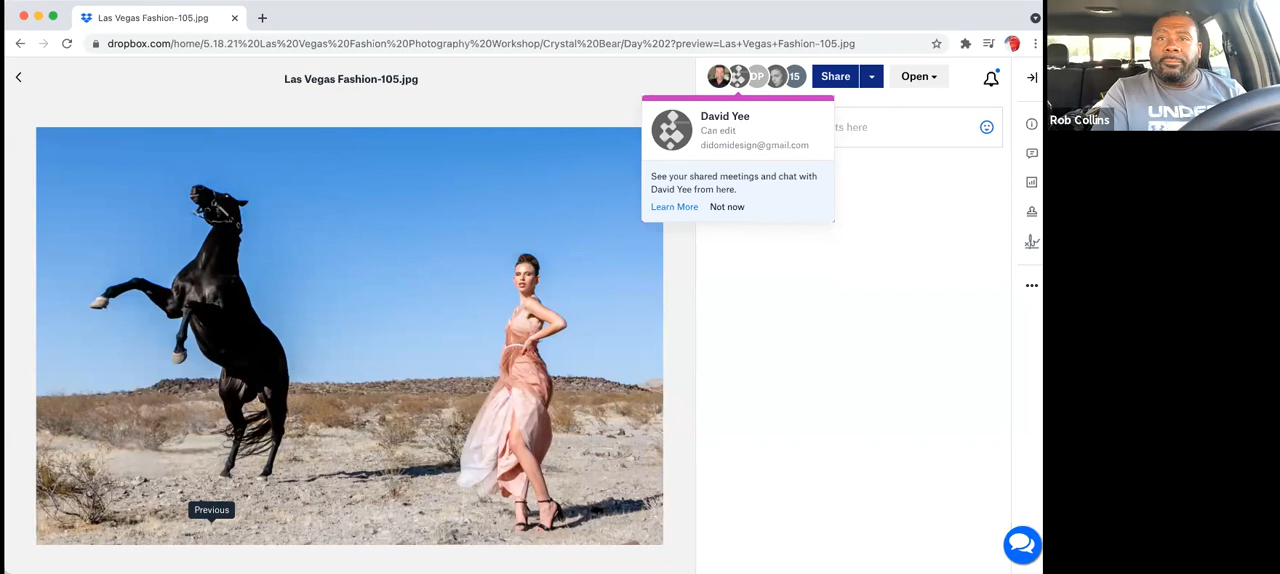 Las Vegas Fashion-105.jpg
dropbox.com/home/5.18.21%20Las%20Vegas%20Fashion%20Photography%20Workshop/Crystal%20Bear/Day%202?preview=Las+Vegas+Fashion-105.jpg
Las Vegas Fashion-105.jpg
DP
15
Share
Open
David Yee
Can edit
didomidesign@gmail.com
ts here
See your shared meetings and chat with
David Yee from here.
Learn More Not now
Previous
UNDE
Rob Collins